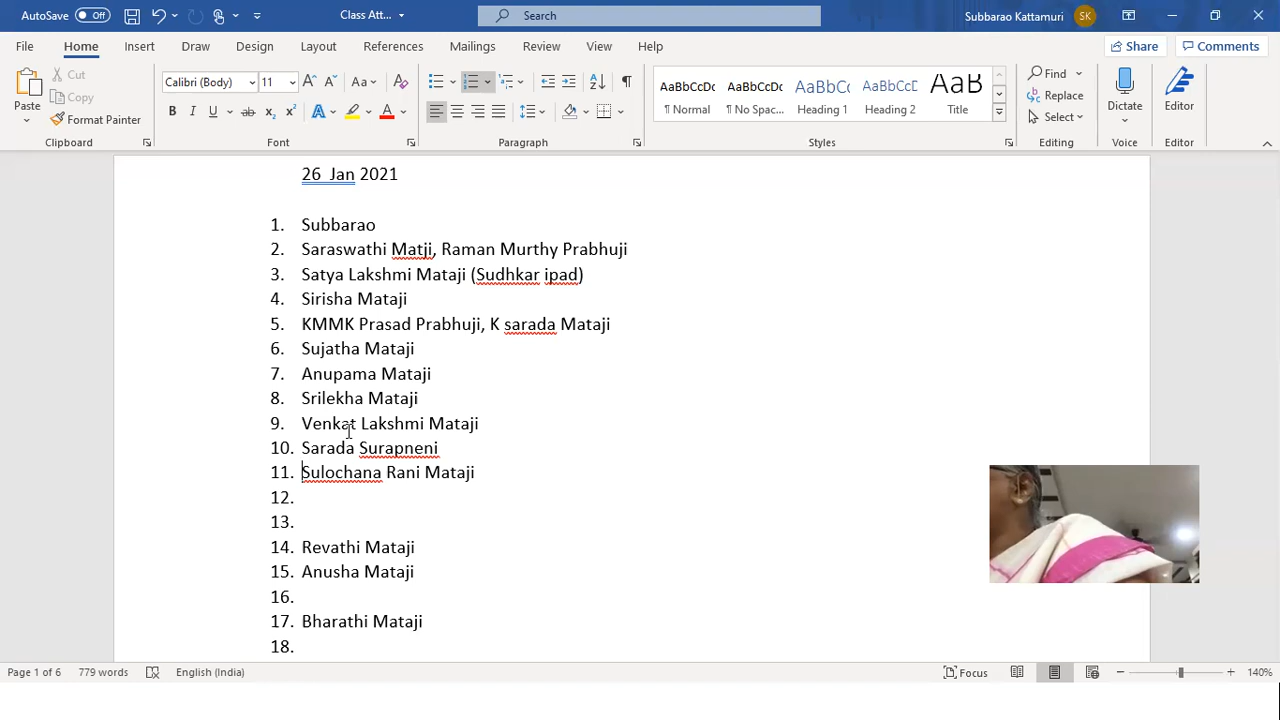 AutoSave Off Class Att... Search Subbarao Kattamuri SK
File Home Insert Draw Design Layout References Mailings Review View Help Share Comments
Paste Cut Copy Format Painter Calibri (Body) 11 AaBbCcDc AaBbCcDc AaBbCc AaBbCc AaB Find Replace Select Dictate Editor
¶ Normal ¶ No Spac... Heading 1 Heading 2 Title
Clipboard Font Paragraph Styles Editing Voice Editor
26 Jan 2021
1. Subbarao
2. Saraswathi Matji, Raman Murthy Prabhuji
3. Satya Lakshmi Mataji (Sudhkar ipad)
4. Sirisha Mataji
5. KMMK Prasad Prabhuji, K sarada Mataji
6. Sujatha Mataji
7. Anupama Mataji
8. Srilekha Mataji
9. Venkat Lakshmi Mataji
10. Sarada Surapneni
11. Sulochana Rani Mataji
12.
13.
14. Revathi Mataji
15. Anusha Mataji
16.
17. Bharathi Mataji
18.
Page 1 of 6 779 words English (India) Focus 140%